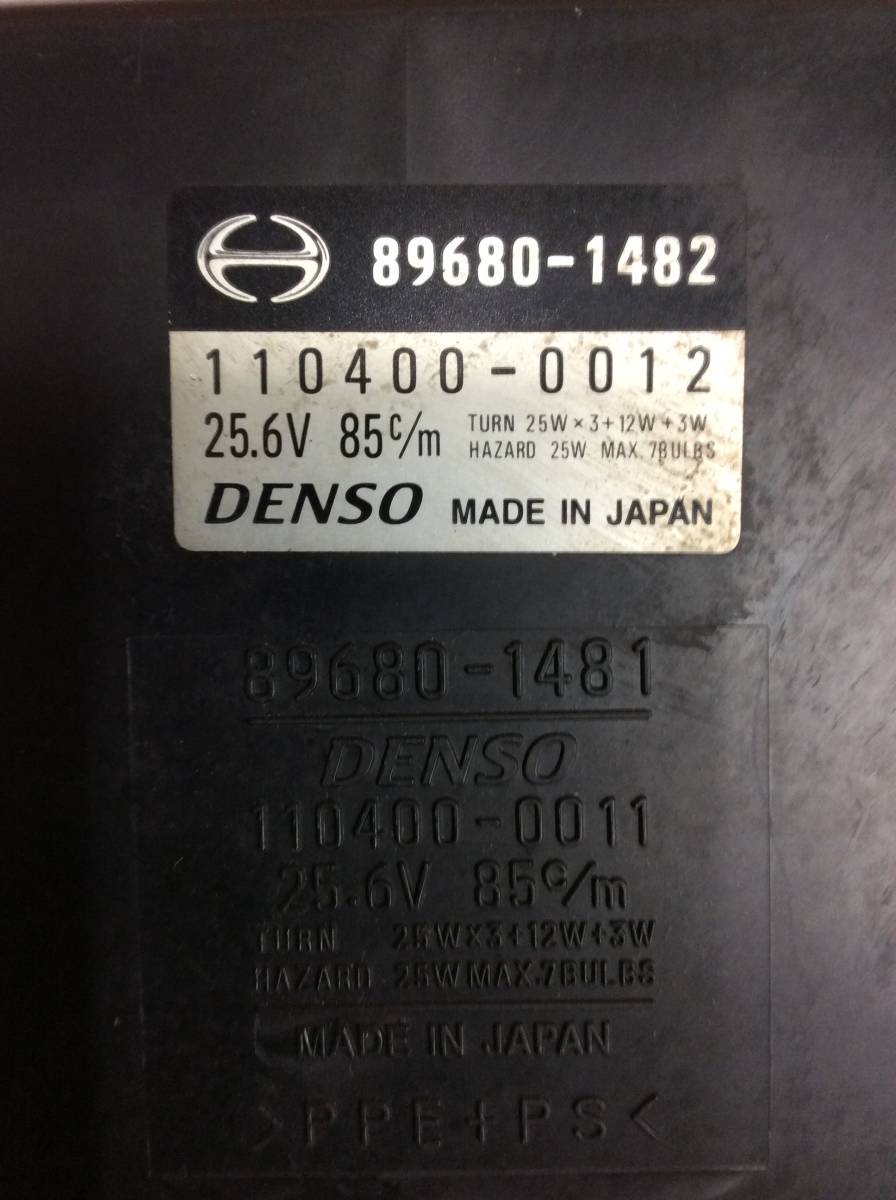 89680-1482
110400-0012
25.6V 85c/m TURN 25W×3+12W+3W
HAZARD 25W MAX.7BULBS
DENSO MADE IN JAPAN
89680-1481
DENSO
110400-0011
25.6V 85c/m
TURN 25W×3+12W+3W
HAZARD 25W MAX.7BULBS
MADE IN JAPAN
>PPE+PS<